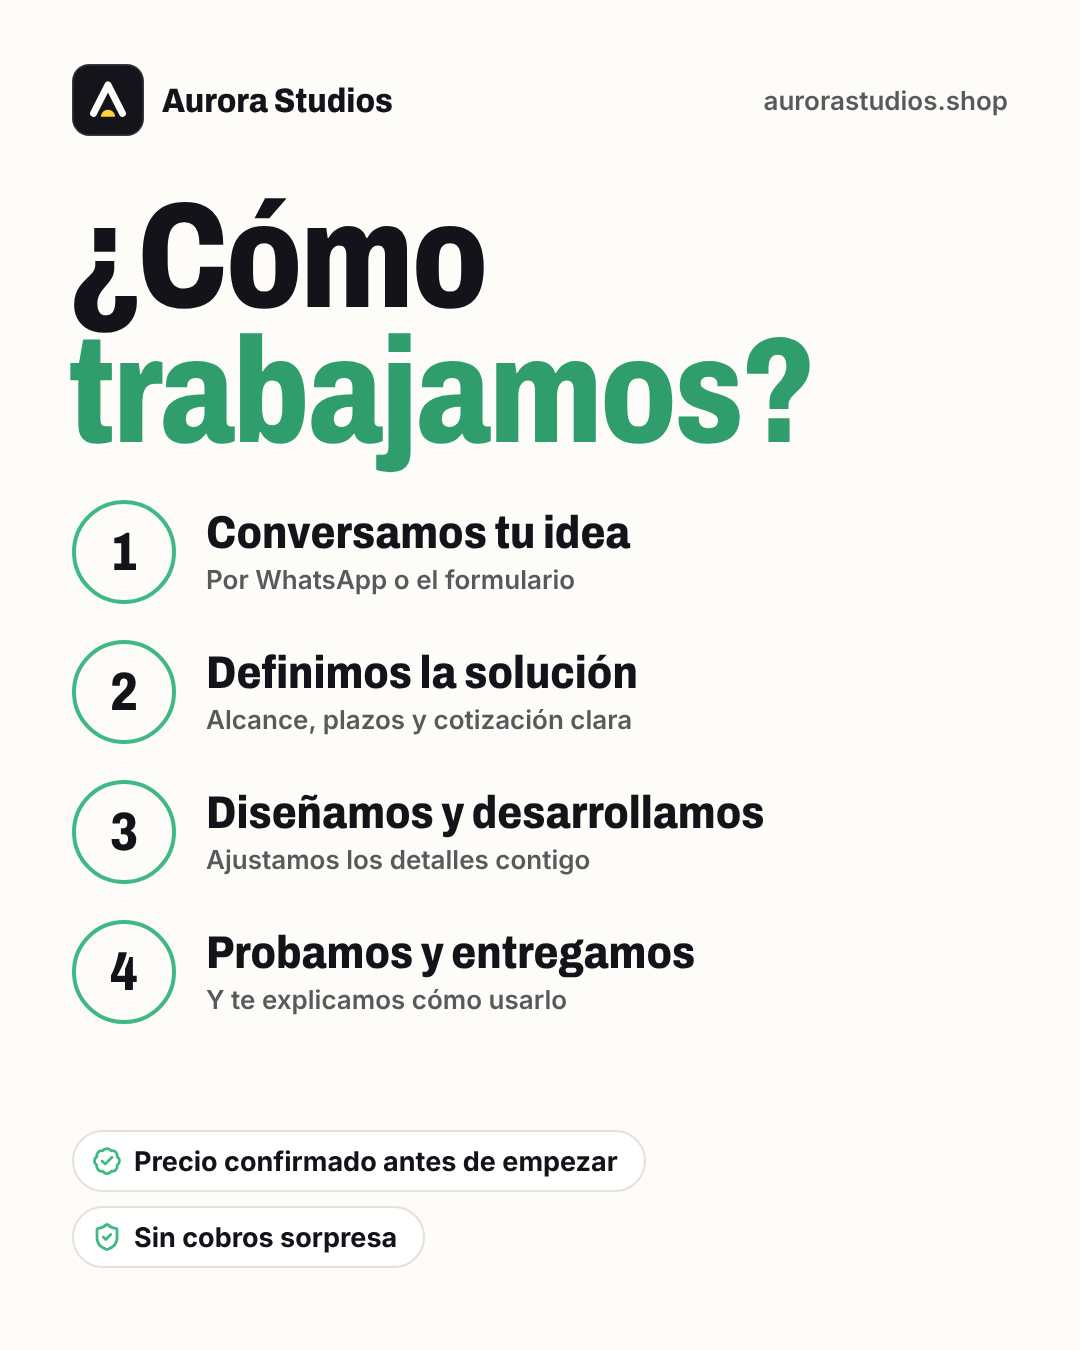 Aurora Studios
aurorastudios.shop
¿Cómo
trabajamos?
1
Conversamos tu idea
Por WhatsApp o el formulario
2
Definimos la solución
Alcance, plazos y cotización clara
3
Diseñamos y desarrollamos
Ajustamos los detalles contigo
4
Probamos y entregamos
Y te explicamos cómo usarlo
Precio confirmado antes de empezar
Sin cobros sorpresa